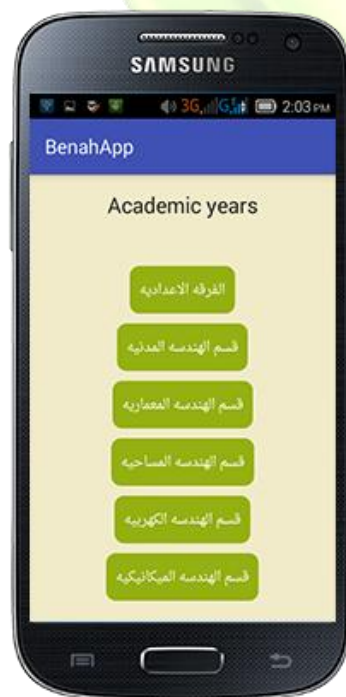 SAMSUNG
3G G 2:03 PM
BenahApp
Academic years
الفرقه الاعداديه
قسم الهندسه المدنيه
قسم الهندسه المعماريه
قسم الهندسه المساحيه
قسم الهندسه الكهربيه
قسم الهندسه الميكانيكيه